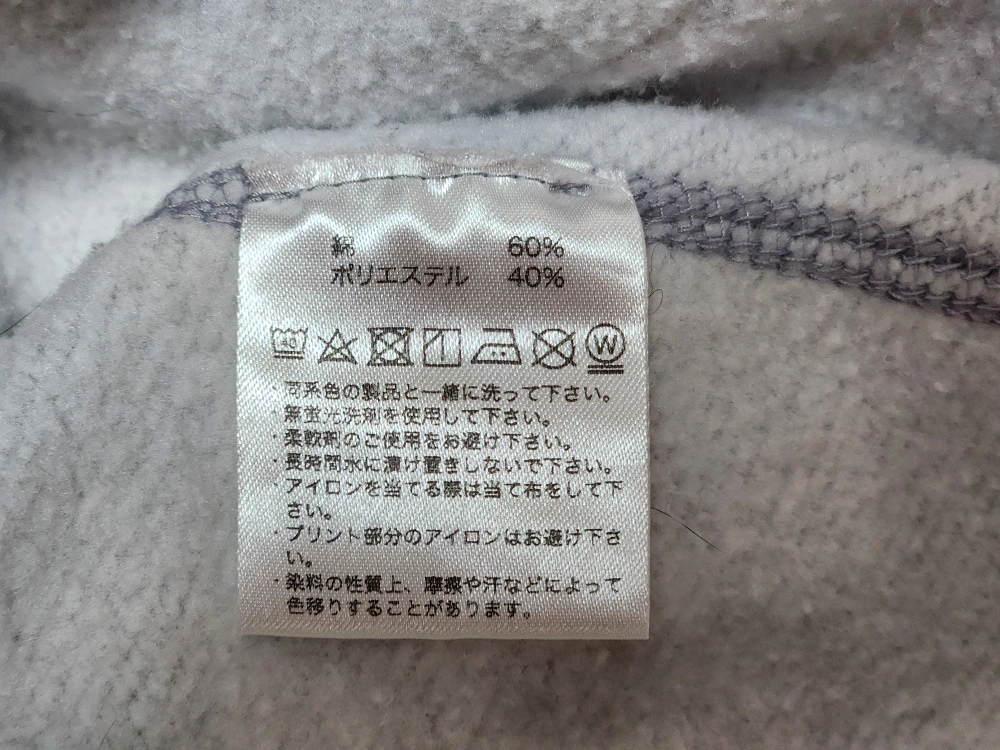 綿 60%
ポリエステル 40%
40 W
・同系色の製品と一緒に洗って下さい。
・無蛍光洗剤を使用して下さい。
・柔軟剤のご使用をお避け下さい。
・長時間水に漬け置きしないで下さい。
・アイロンを当てる際は当て布をして下
さい。
・プリント部分のアイロンはお避け下さ
い。
・染料の性質上、摩擦や汗などによって
色移りすることがあります。